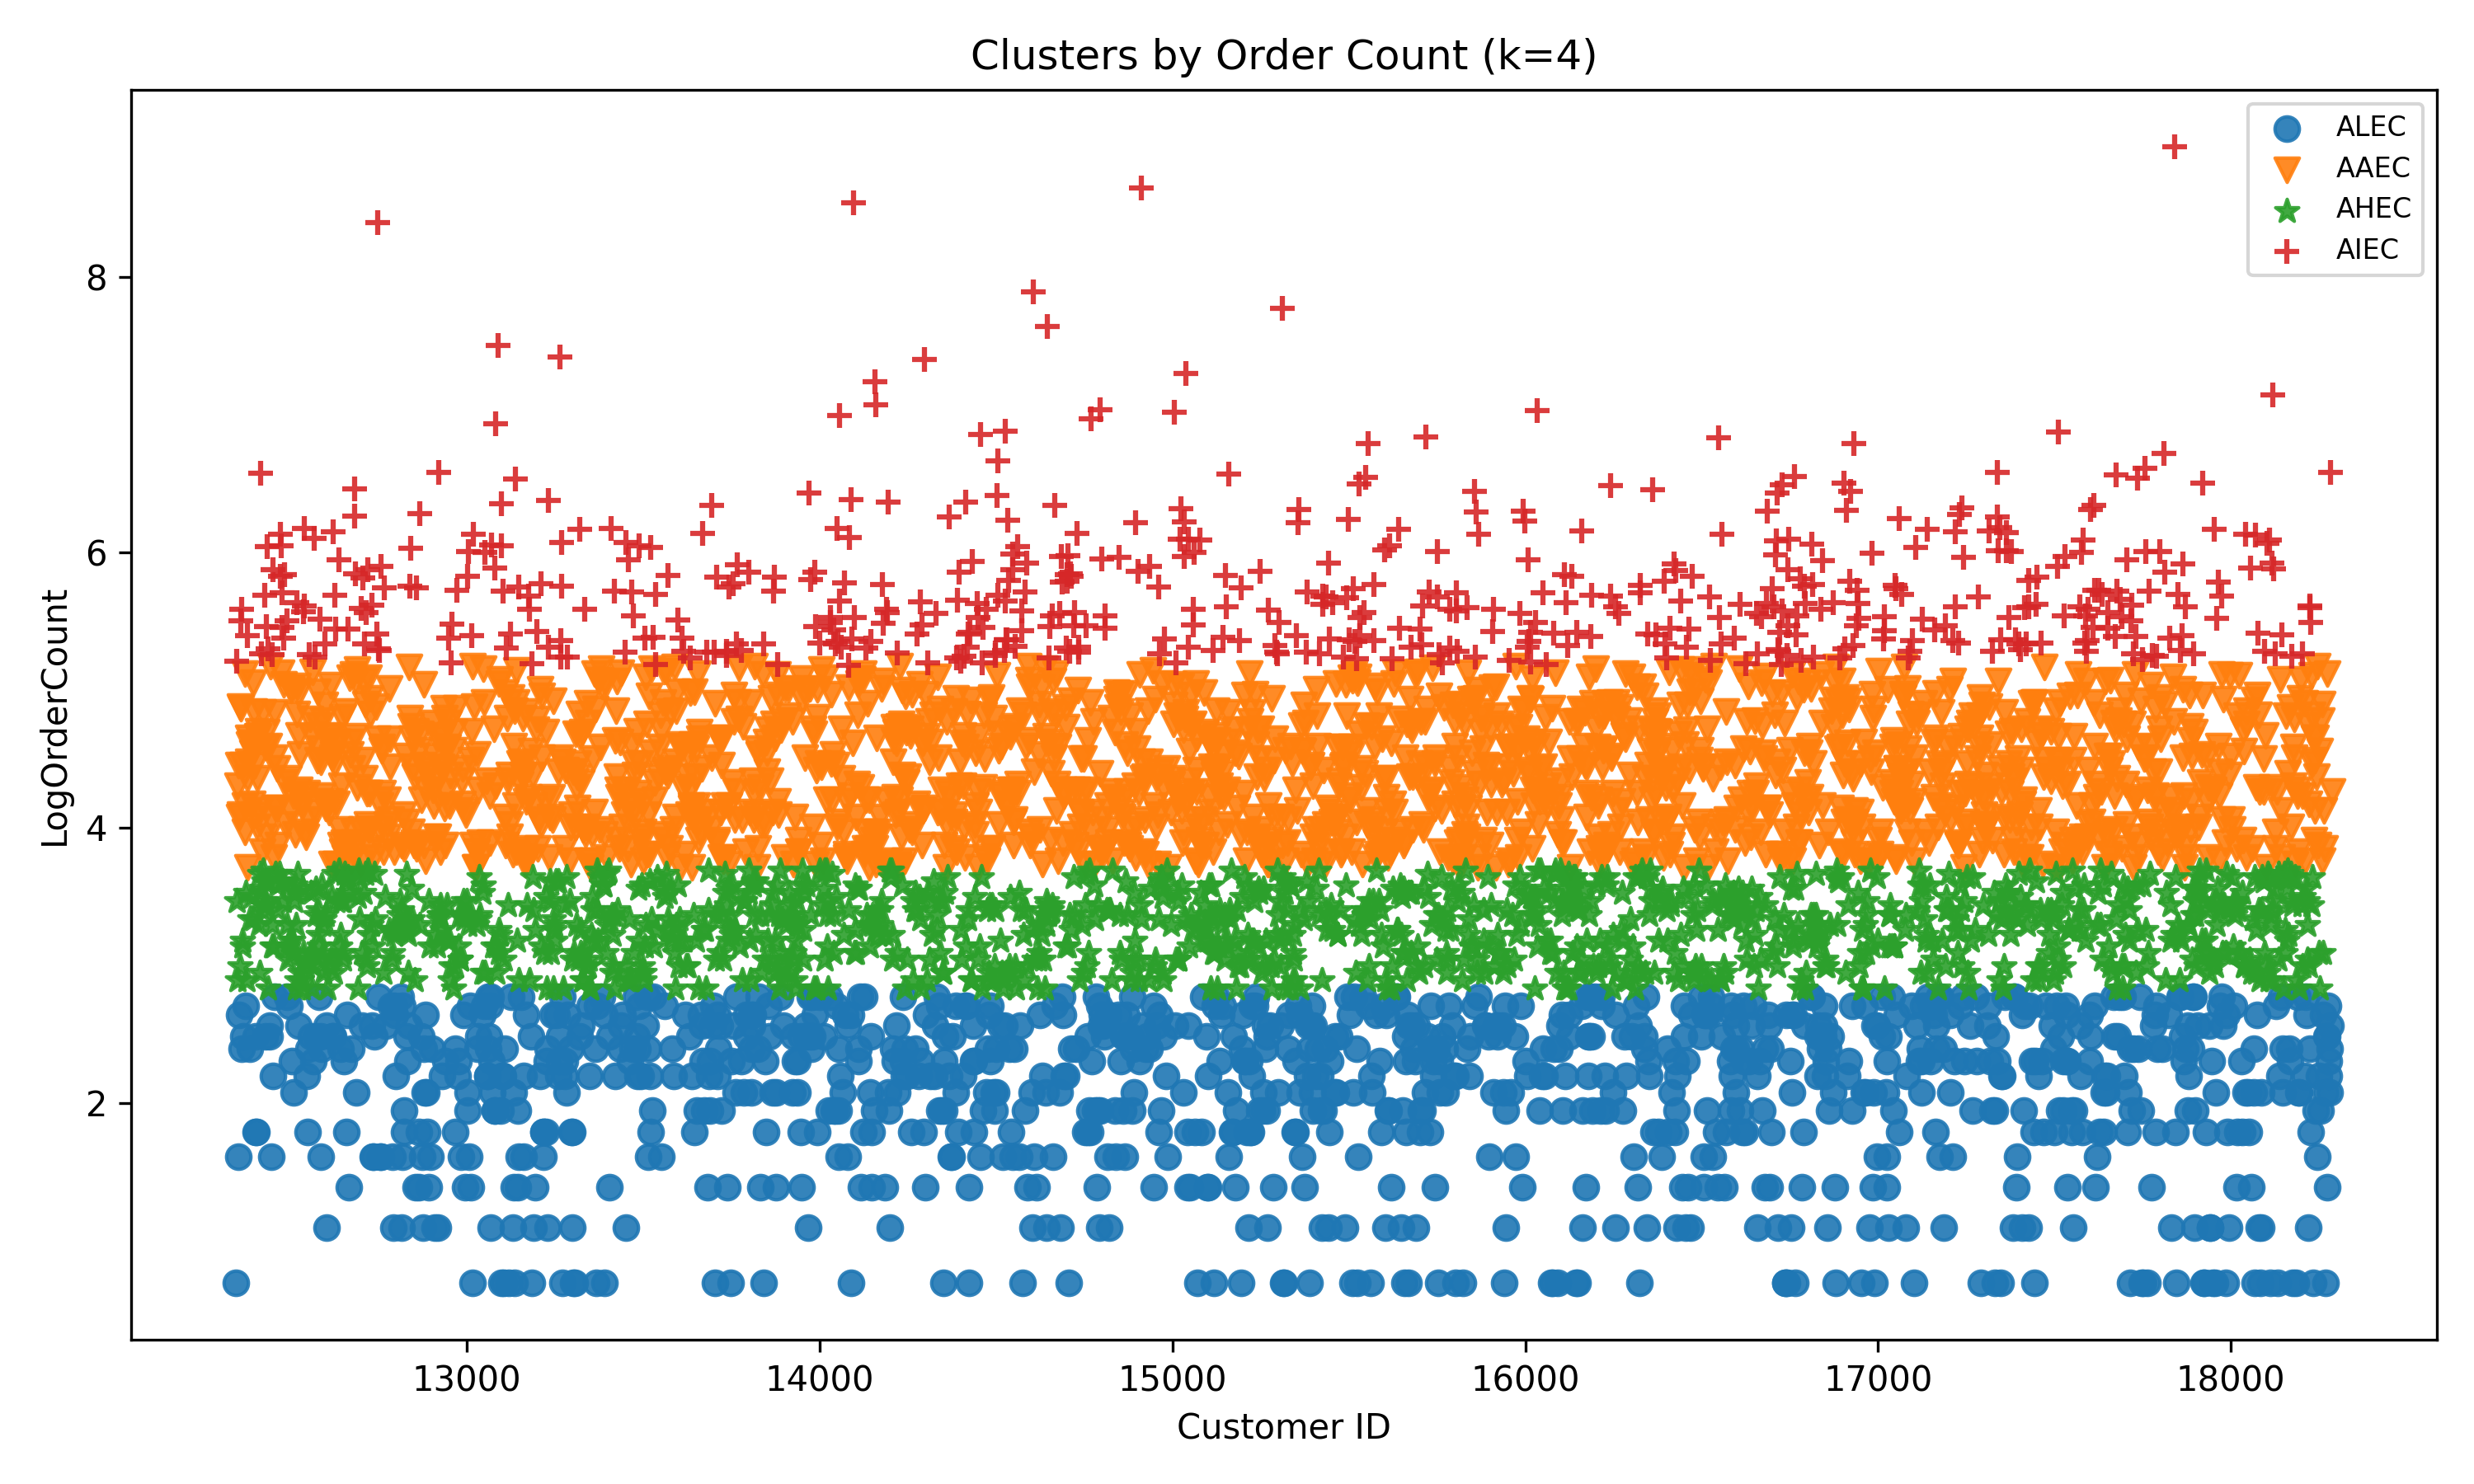 Clusters by Order Count (k=4)
ALEC
AAEC
AHEC
AIEC
LogOrderCount
8
6
4
2
13000 14000 15000 16000 17000 18000
Customer ID